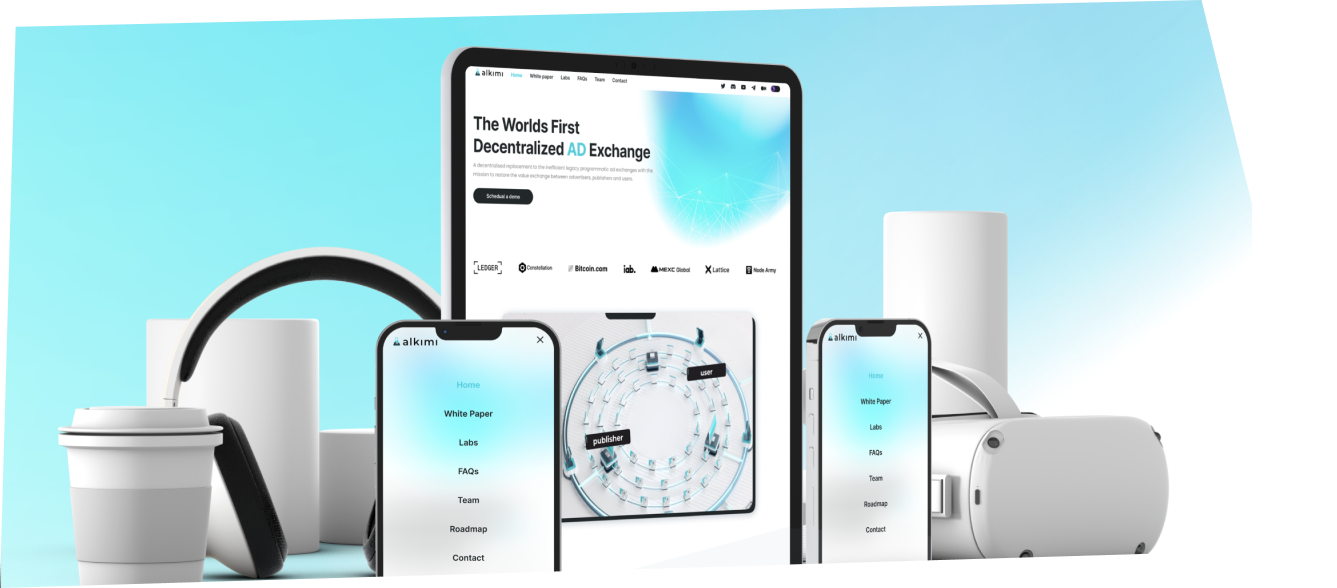 alkimi Home White paper Labs FAQs Team Contact
The Worlds First
Decentralized AD Exchange
A decentralised replacement to the inefficient legacy programmatic ad exchanges with the
mission to restore the value exchange between advertisers, publishers and users.
Schedual a demo
[LEDGER] Constellation Bitcoin.com iab. MEXC Global Lattice Node Army
user
publisher
alkimi
Home
White Paper
Labs
FAQs
Team
Roadmap
Contact
alkimi
Home
White Paper
Labs
FAQs
Team
Roadmap
Contact